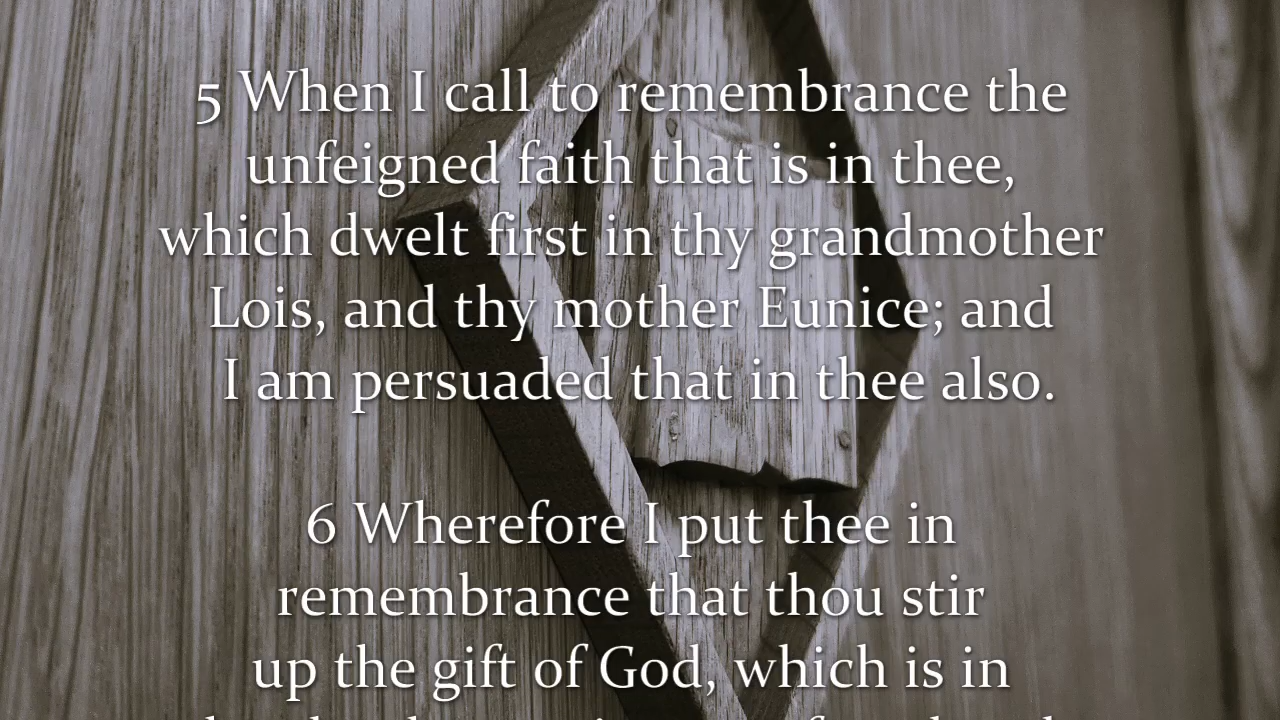 5 When I call to remembrance the
unfeigned faith that is in thee,
which dwelt first in thy grandmother
Lois, and thy mother Eunice; and
I am persuaded that in thee also.
6 Wherefore I put thee in
remembrance that thou stir
up the gift of God, which is in